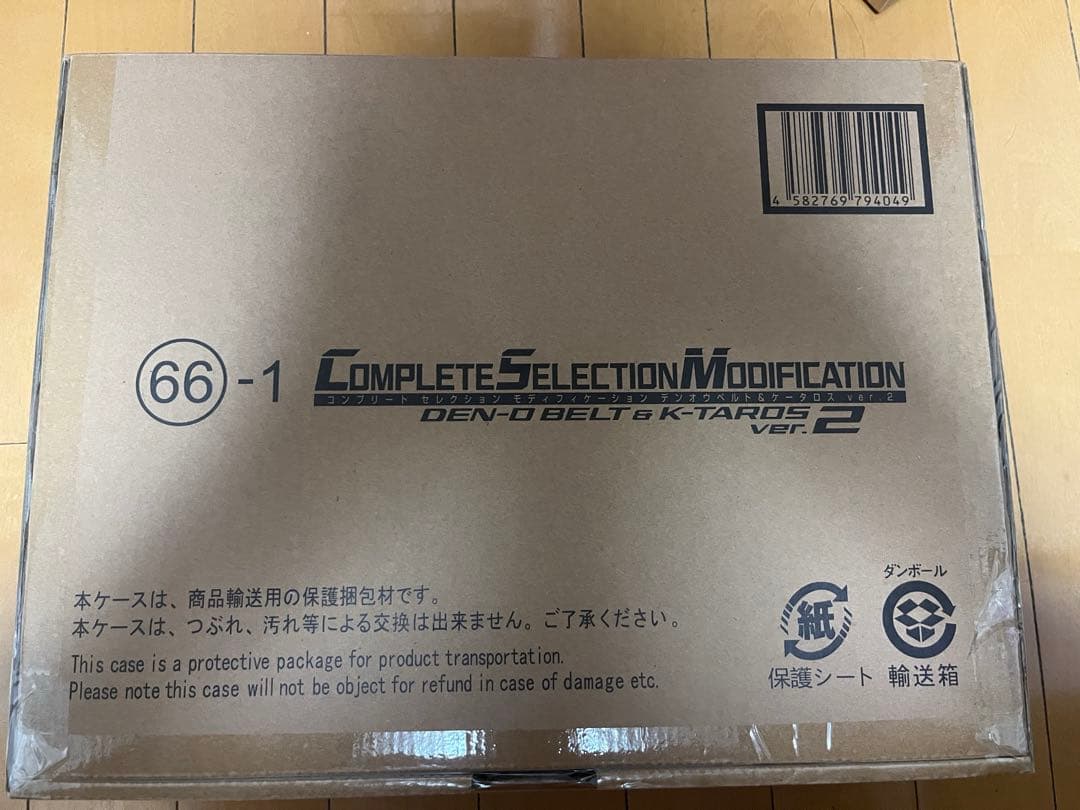 4 582769 794049
66-1 COMPLETE SELECTION MODIFICATION
コンプリート セレクション モディフィケーション デンオウベルト&ケータロス ver.2
DEN-O BELT & K-TAROS
ver.2
本ケースは、商品輸送用の保護梱包材です。
本ケースは、つぶれ、汚れ等による交換は出来ません。ご了承ください。
This case is a protective package for product transportation.
Please note this case will not be object for refund in case of damage etc.
紙
保護シート
ダンボール
輸送箱